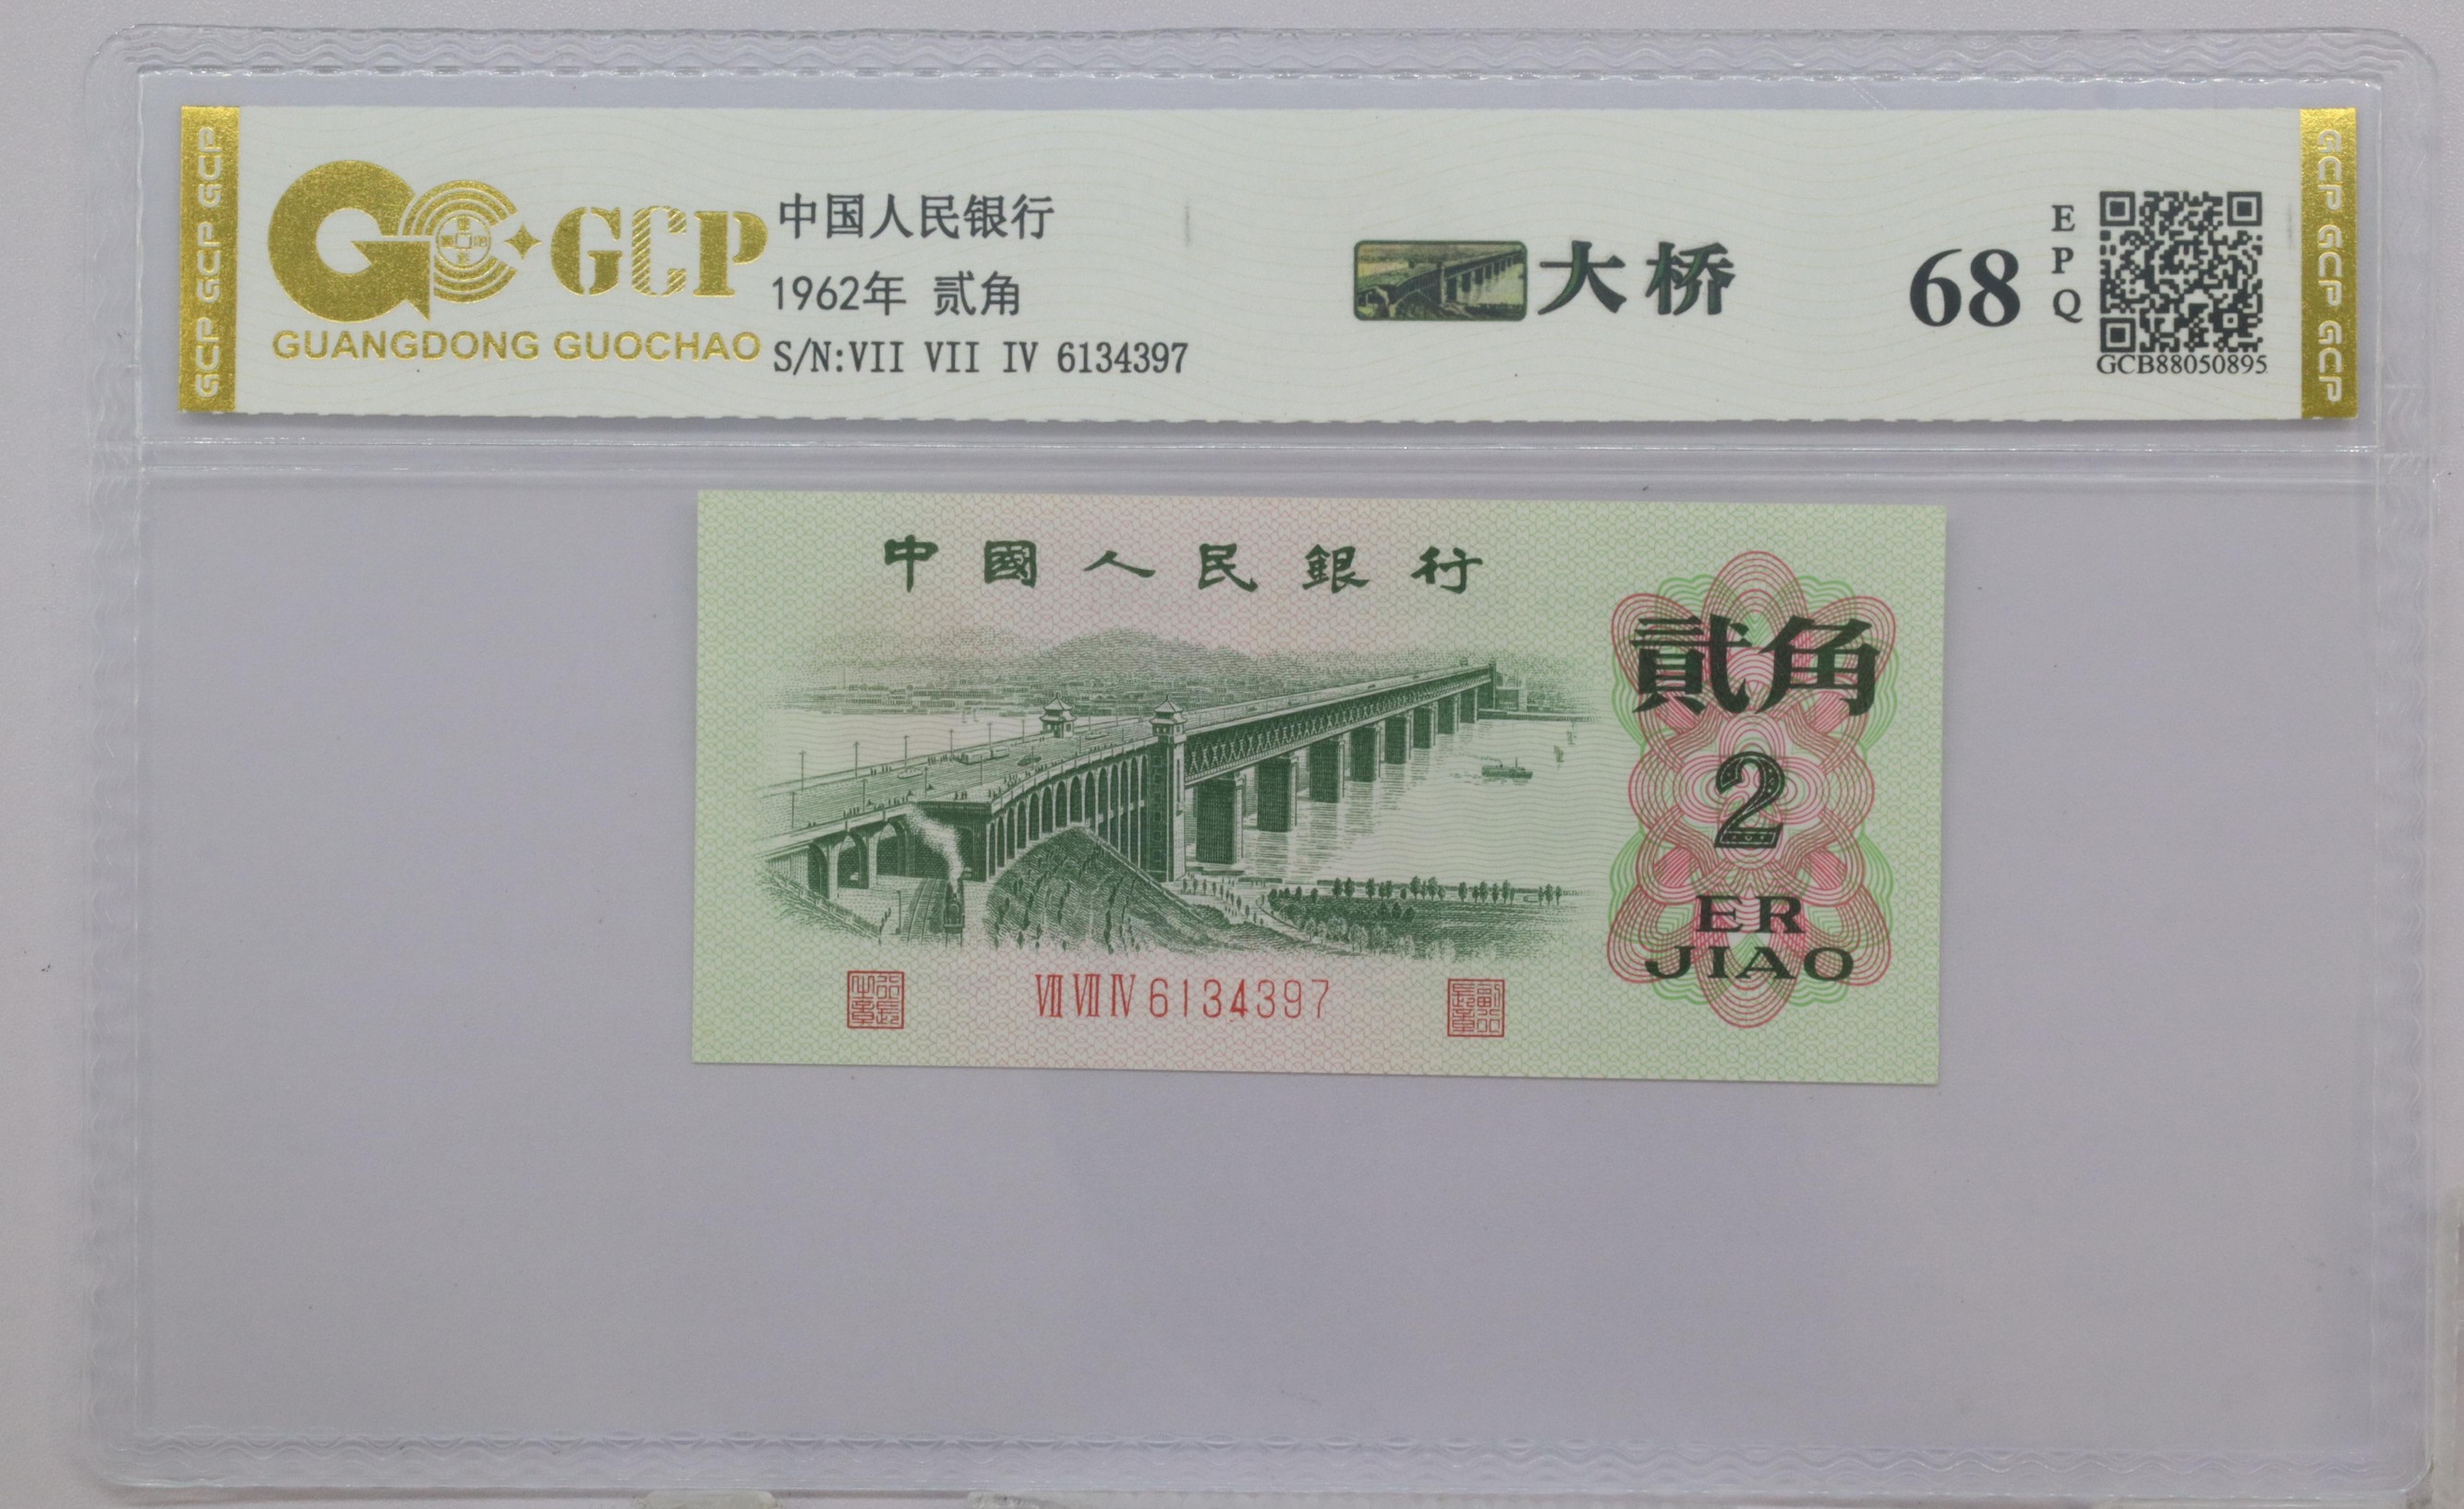 GCP GCP GCP
GCP
GUANGDONG GUOCHAO
中国人民银行
1962年 贰角
S/N:VII VII IV 6134397
大桥
68
E
P
Q
GCB88050895
GCP GCP GCP
中國人民銀行
貳角
2
ER
JIAO
VII VII IV 6134397